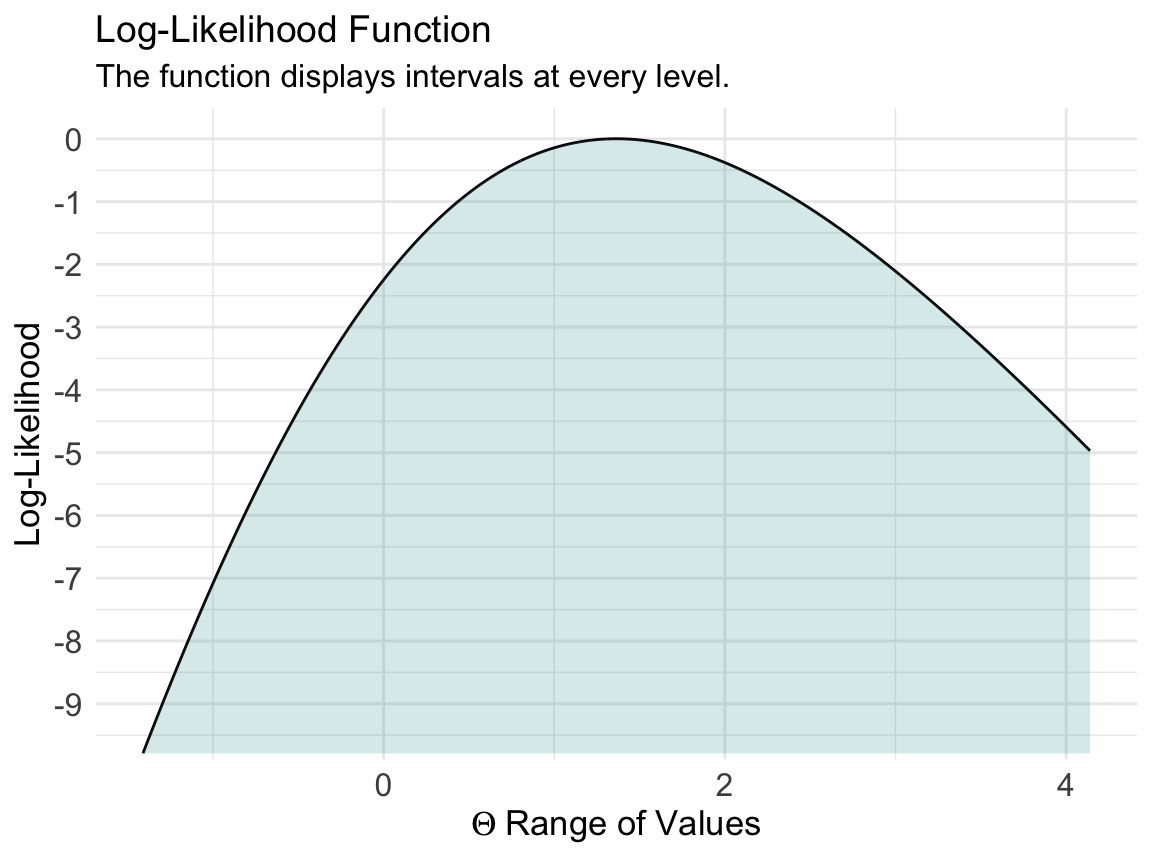 Log-Likelihood Function
The function displays intervals at every level.
Log-Likelihood
0
-1
-2
-3
-4
-5
-6
-7
-8
-9
0 2 4
Θ Range of Values